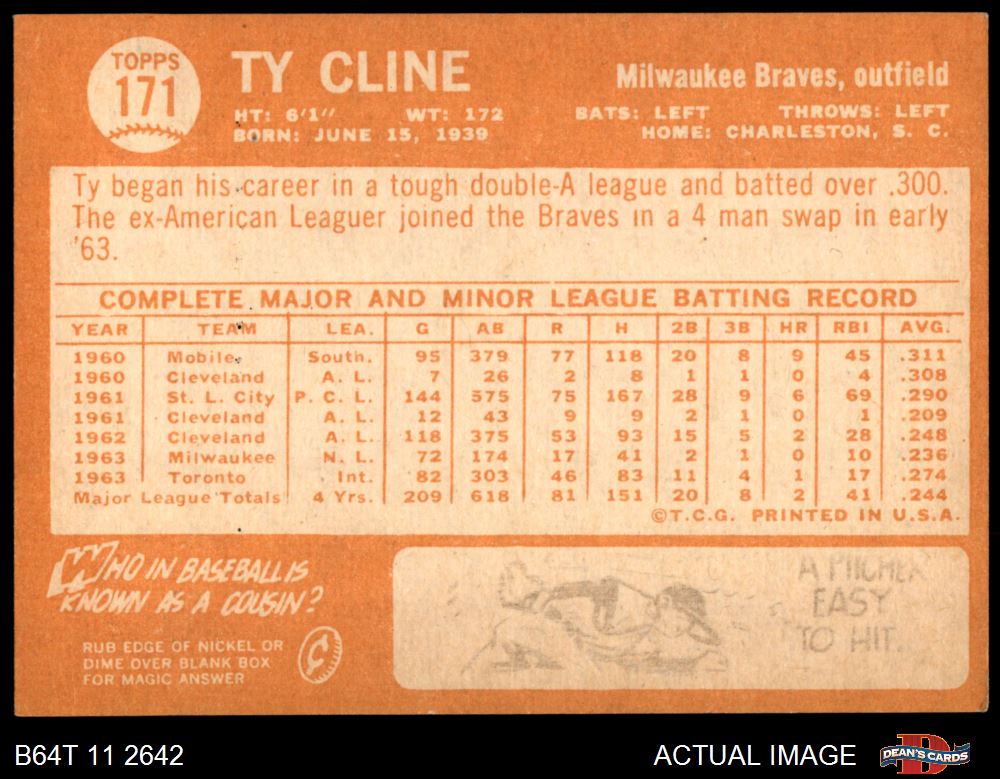 TOPPS
171
TY CLINE
Milwaukee Braves, outfield
HT: 6'1" WT: 172
BATS: LEFT THROWS: LEFT
BORN: JUNE 15, 1939
HOME: CHARLESTON, S. C.
Ty began his career in a tough double-A league and batted over .300.
The ex-American Leaguer joined the Braves in a 4 man swap in early
'63.
COMPLETE MAJOR AND MINOR LEAGUE BATTING RECORD
YEAR TEAM LEA. G AB R H 2B 3B HR RBI AVG.
1960 Mobile South. 95 379 77 118 20 8 9 45 .311
1960 Cleveland A. L. 7 26 2 8 1 1 0 4 .308
1961 St. L. City P. C. L. 144 575 75 167 28 9 6 69 .290
1961 Cleveland A. L. 12 43 9 9 2 1 0 1 .209
1962 Cleveland A. L. 118 375 53 93 15 5 2 28 .248
1963 Milwaukee N. L. 72 174 17 41 2 1 0 10 .236
1963 Toronto Int. 82 303 46 83 11 4 1 17 .274
Major League Totals 4 Yrs. 209 618 81 151 20 8 2 41 .244
©T.C.G. PRINTED IN U.S.A.
WHO IN BASEBALL IS
KNOWN AS A COUSIN?
RUB EDGE OF NICKEL OR
DIME OVER BLANK BOX
FOR MAGIC ANSWER
A PITCHER
EASY
TO HIT.
B64T 11 2642
ACTUAL IMAGE
DEAN'S CARDS